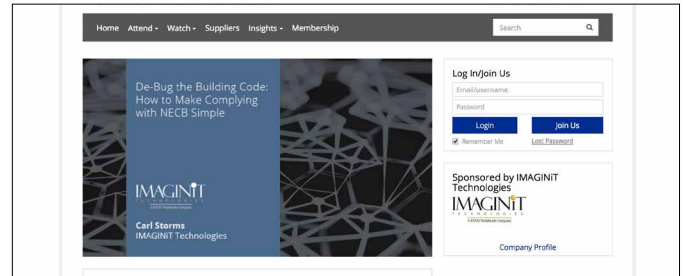 Home Attend Watch Suppliers Insights Membership
Search
De-Bug the Building Code:
How to Make Complying
with NECB Simple
IMAGINiT
TECHNOLOGIES
Carl Storms
IMAGINiT Technologies
Log In/Join Us
Email/username
Password
Login Join Us
Remember Me Lost Password
Sponsored by IMAGINiT
Technologies
IMAGINiT
TECHNOLOGIES
Company Profile